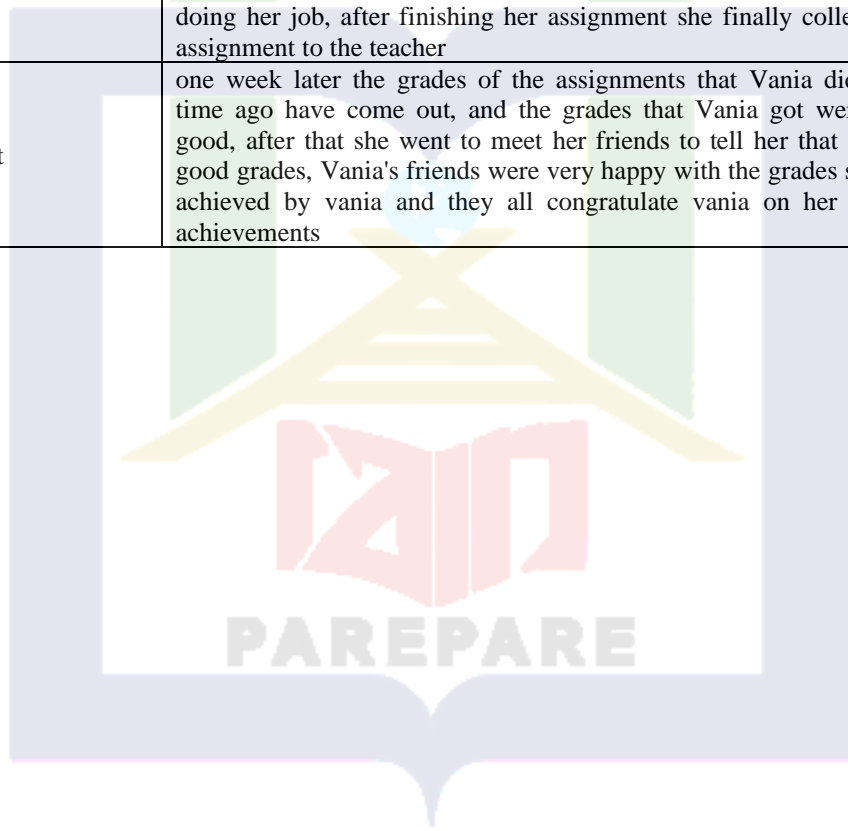 doing her job, after finishing her assignment she finally
assignment to the teacher
one week later the grades of the assignments that Vania
time ago have come out, and the grades that Vania got
good, after that she went to meet her friends to tell her that
good grades, Vania's friends were very happy with the grades
achieved by vania and they all congratulate vania on her
achievements
PAREPARE